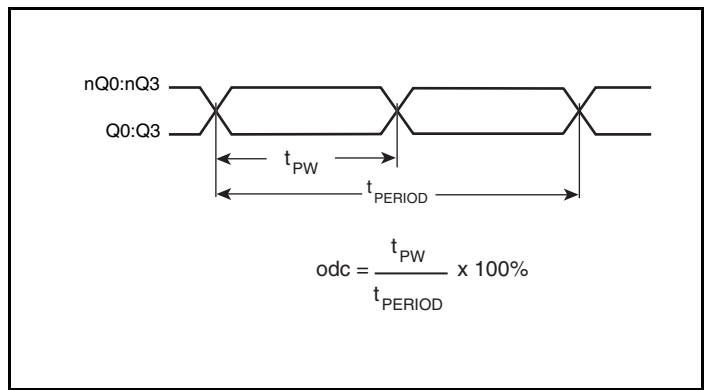 nQ0:nQ3
Q0:Q3
tPW
tPERIOD
odc = tPW / tPERIOD x 100%